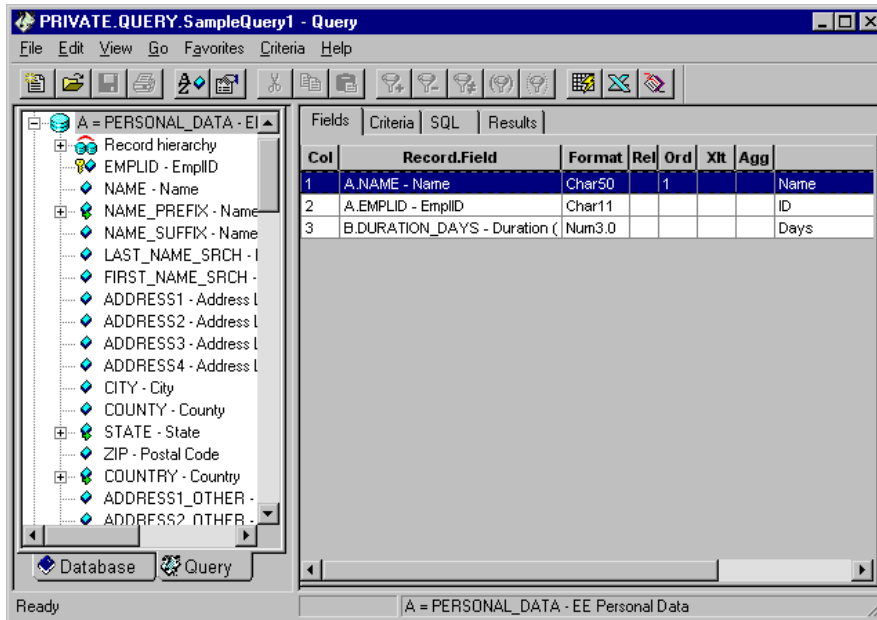 PRIVATE.QUERY.SampleQuery1 - Query
File Edit View Go Favorites Criteria Help
A = PERSONAL_DATA - EI
Record hierarchy
EMPLID - EmplID
NAME - Name
NAME_PREFIX - Name
NAME_SUFFIX - Name
LAST_NAME_SRCH - I
FIRST_NAME_SRCH -
ADDRESS1 - Address L
ADDRESS2 - Address L
ADDRESS3 - Address L
ADDRESS4 - Address L
CITY - City
COUNTY - County
STATE - State
ZIP - Postal Code
COUNTRY - Country
ADDRESS1_OTHER -
ADDRESS2_OTHER -
Database Query
Fields Criteria SQL Results
Col Record.Field Format Rel Ord Xlt Agg
1 A.NAME - Name Char50 1 Name
2 A.EMPLID - EmplID Char11 ID
3 B.DURATION_DAYS - Duration ( Num3.0 Days
Ready A = PERSONAL_DATA - EE Personal Data